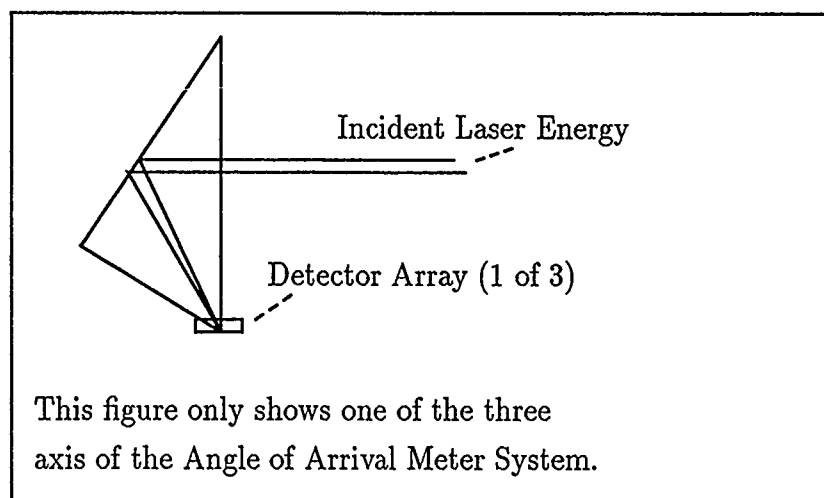 Incident Laser Energy
Detector Array (1 of 3)
This figure only shows one of the three
axis of the Angle of Arrival Meter System.